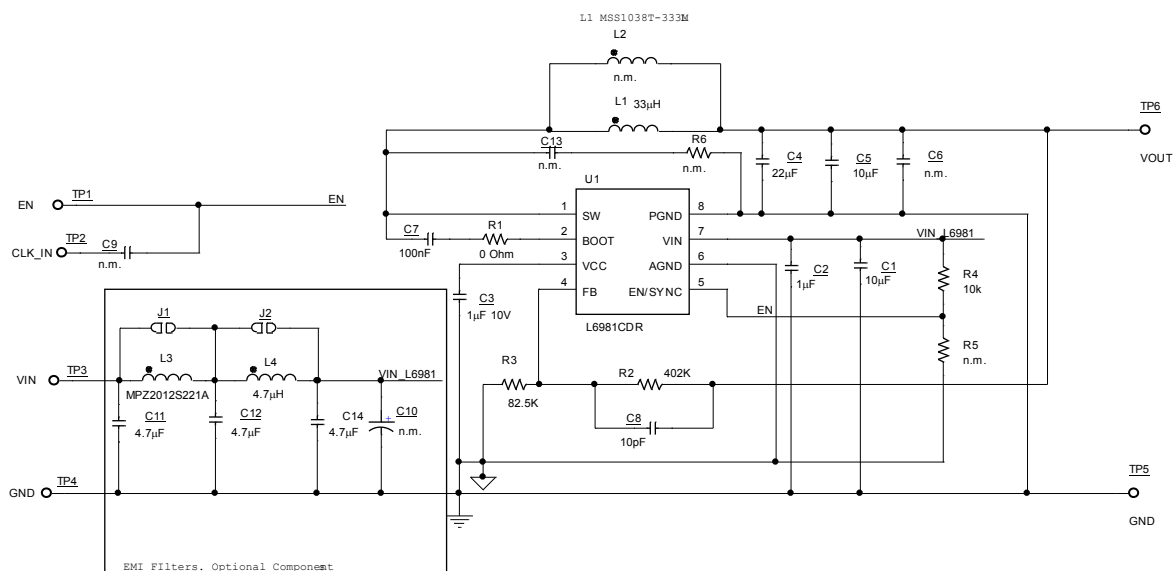 L1 MSS1038T-333M
L2
n.m.
L1 33µH
TP6
VOUT
C13
n.m.
R6
n.m.
C4
22µF
C5
10µF
C6
n.m.
U1
EN
TP1
EN
CLK_IN
TP2
C9
n.m.
C7
100nF
R1
0 Ohm
1
SW
2
BOOT
3
VCC
4
FB
PGND
8
VIN
7
AGND
6
EN/SYNC
5
L6981CDR
VIN_L6981
C2
1µF
C1
10µF
R4
10k
EN
R5
n.m.
C3
1µF 10V
J1
J2
L3
MPZ2012S221A
L4
4.7µH
VIN
TP3
VIN_L6981
C11
4.7µF
C12
4.7µF
C14
4.7µF
+
C10
n.m.
R3
82.5K
R2
402K
C8
10pF
GND
TP4
TP5
GND
EMI FIlters. Optional Component